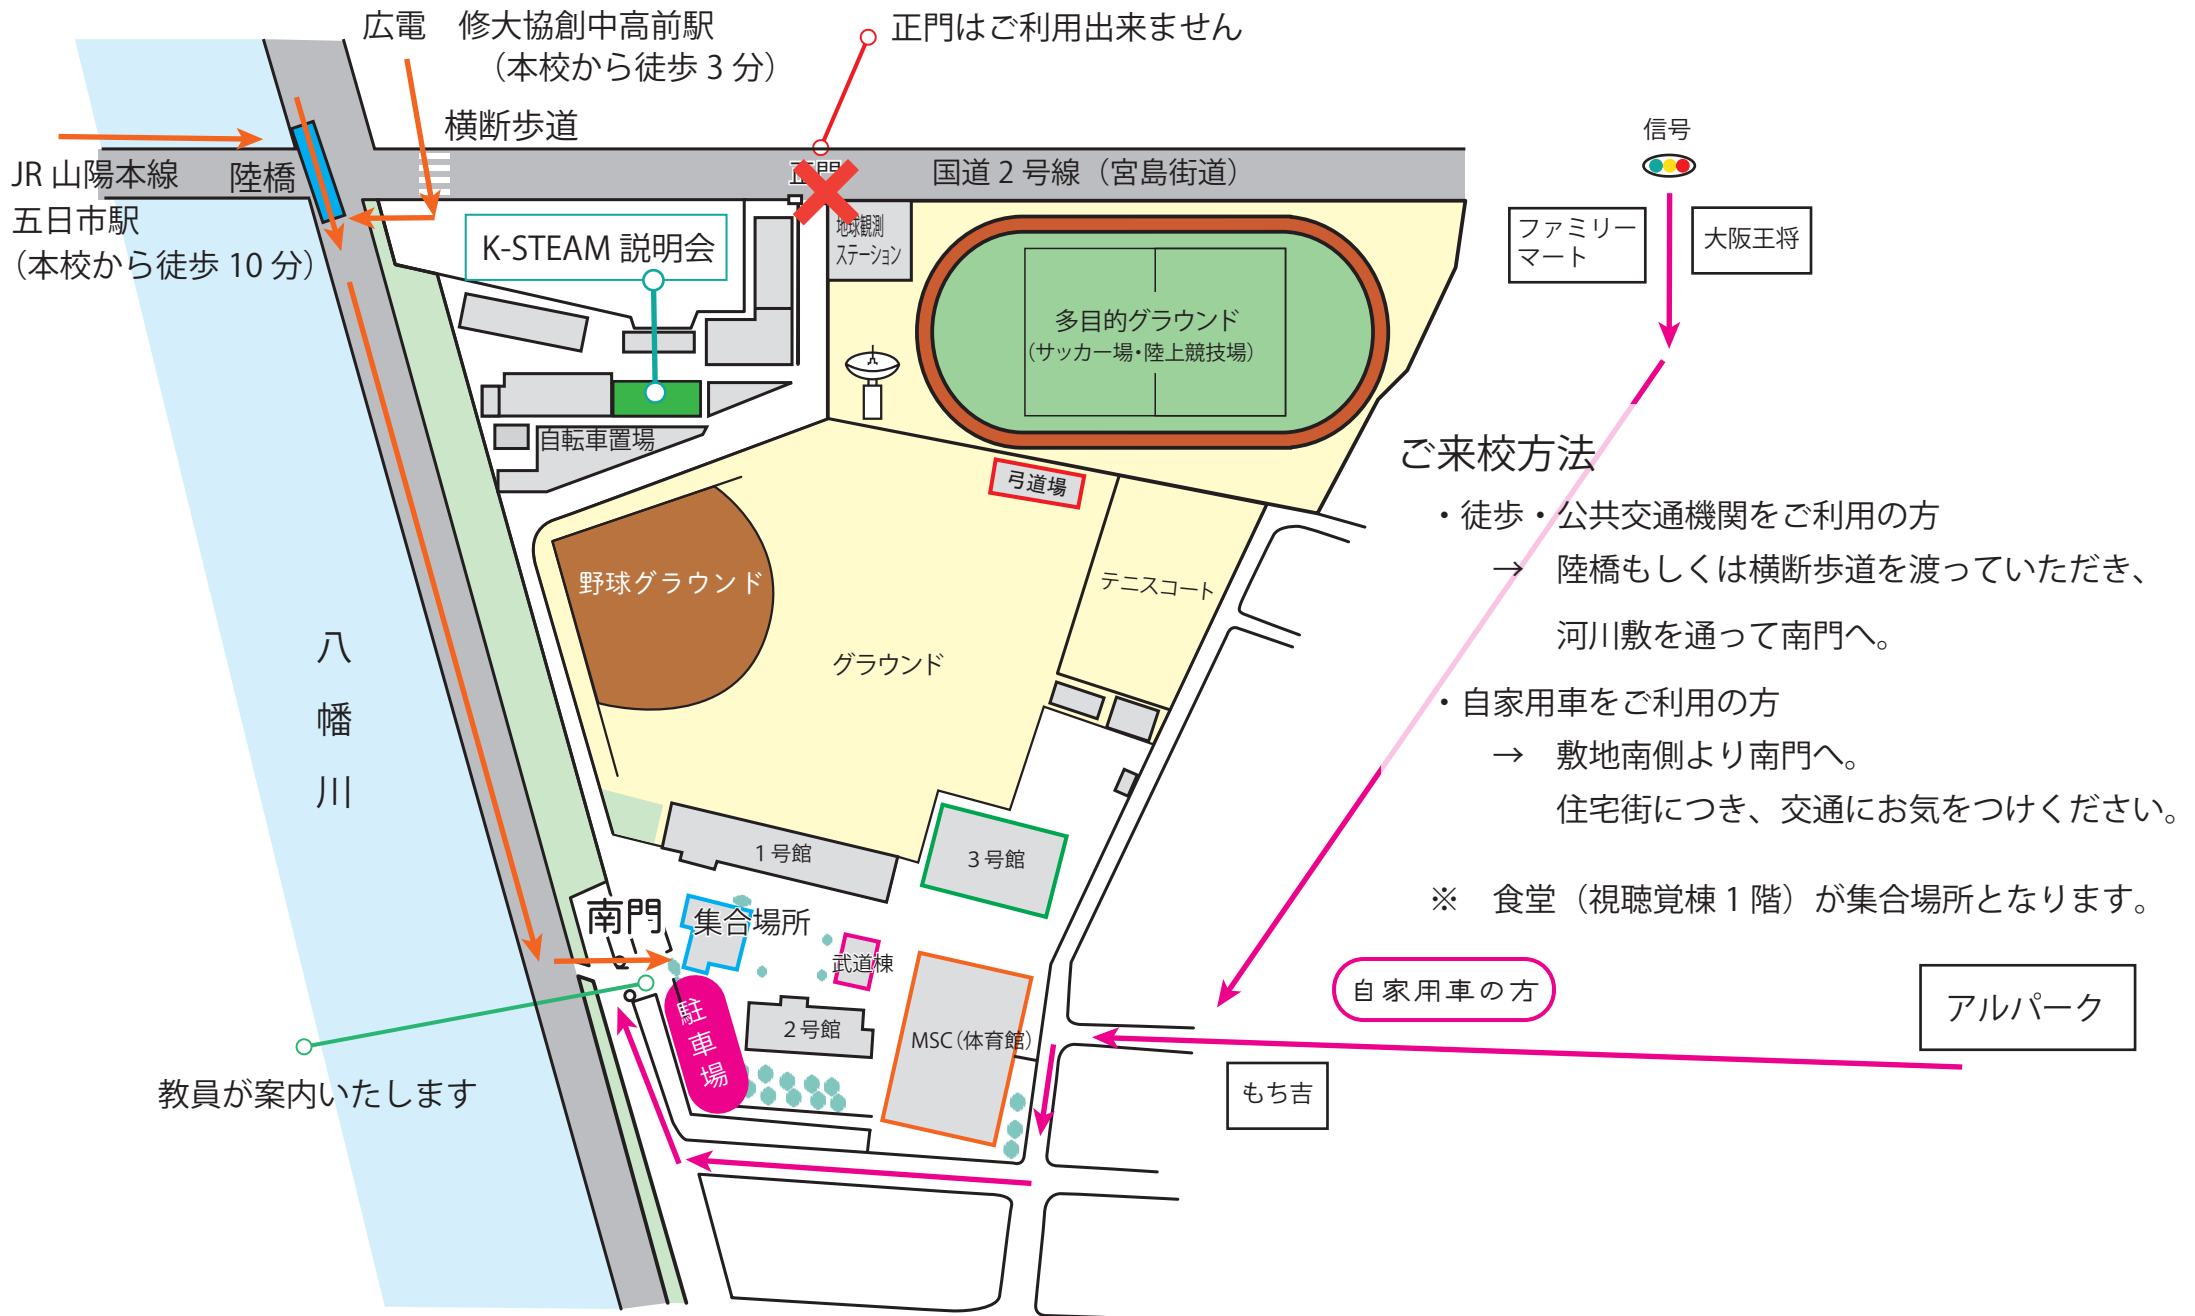 広電　修大協創中高前駅
（本校から徒歩 3 分）
正門はご利用出来ません
横断歩道
信号
JR 山陽本線
陸橋
正門
国道 2 号線（宮島街道）
五日市駅
（本校から徒歩 10 分）
K-STEAM 説明会
地球観測
ステーション
ファミリー
マート
大阪王将
多目的グラウンド
（サッカー場・陸上競技場）
自転車置場
弓道場
ご来校方法
・徒歩・公共交通機関をご利用の方
→　陸橋もしくは横断歩道を渡っていただき、
河川敷を通って南門へ。
野球グラウンド
テニスコート
グラウンド
八
幡
川
・自家用車をご利用の方
→　敷地南側より南門へ。
住宅街につき、交通にお気をつけください。
1 号館
3 号館
※　食堂（視聴覚棟 1 階）が集合場所となります。
南門
集合場所
武道棟
自家用車の方
アルパーク
駐
車
場
2 号館
MSC（体育館）
もち吉
教員が案内いたします